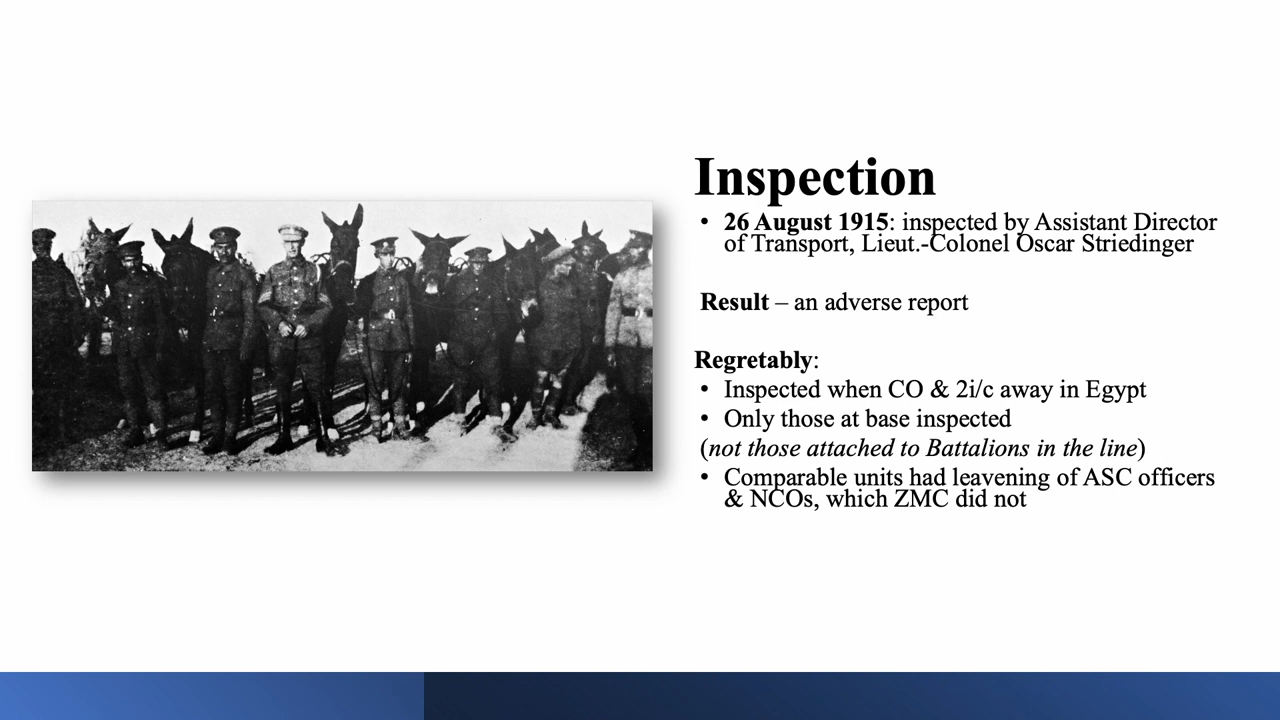 Inspection
• 26 August 1915: inspected by Assistant Director
of Transport, Lieut.-Colonel Oscar Striedinger
Result – an adverse report
Regretably:
• Inspected when CO & 2i/c away in Egypt
• Only those at base inspected
(not those attached to Battalions in the line)
• Comparable units had leavening of ASC officers
& NCOs, which ZMC did not